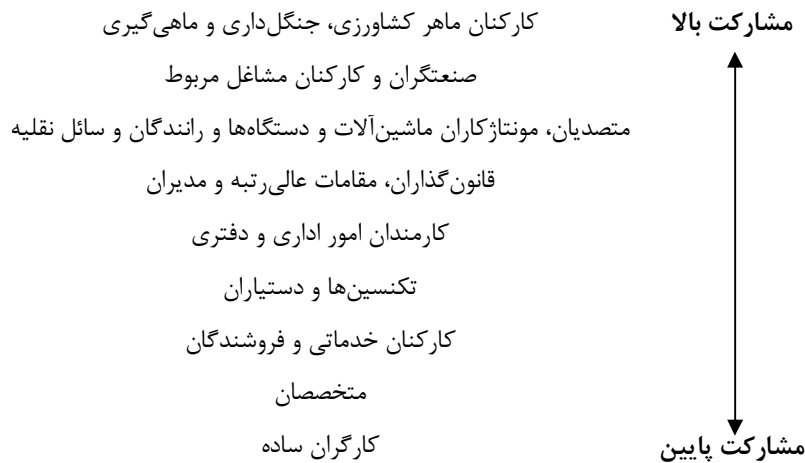 مشارکت بالا
کارکنان ماهر کشاورزی، جنگل‌داری و ماهی‌گیری
صنعتگران و کارکنان مشاغل مربوط
متصدیان، مونتاژکاران ماشین‌آلات و دستگاه‌ها و رانندگان و سائل نقلیه
قانون‌گذاران، مقامات عالی‌رتبه و مدیران
کارمندان امور اداری و دفتری
تکنسین‌ها و دستیاران
کارکنان خدماتی و فروشندگان
متخصصان
مشارکت پایین
کارگران ساده